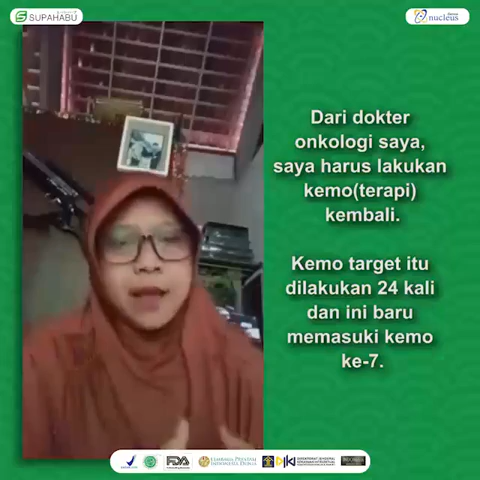 SUPAHABÚ
nucleus
Dari dokter
onkologi saya,
saya harus lakukan
kemo(terapi)
kembali.
Kemo target itu
dilakukan 24 kali
dan ini baru
memasuki kemo
ke-7.
FDA